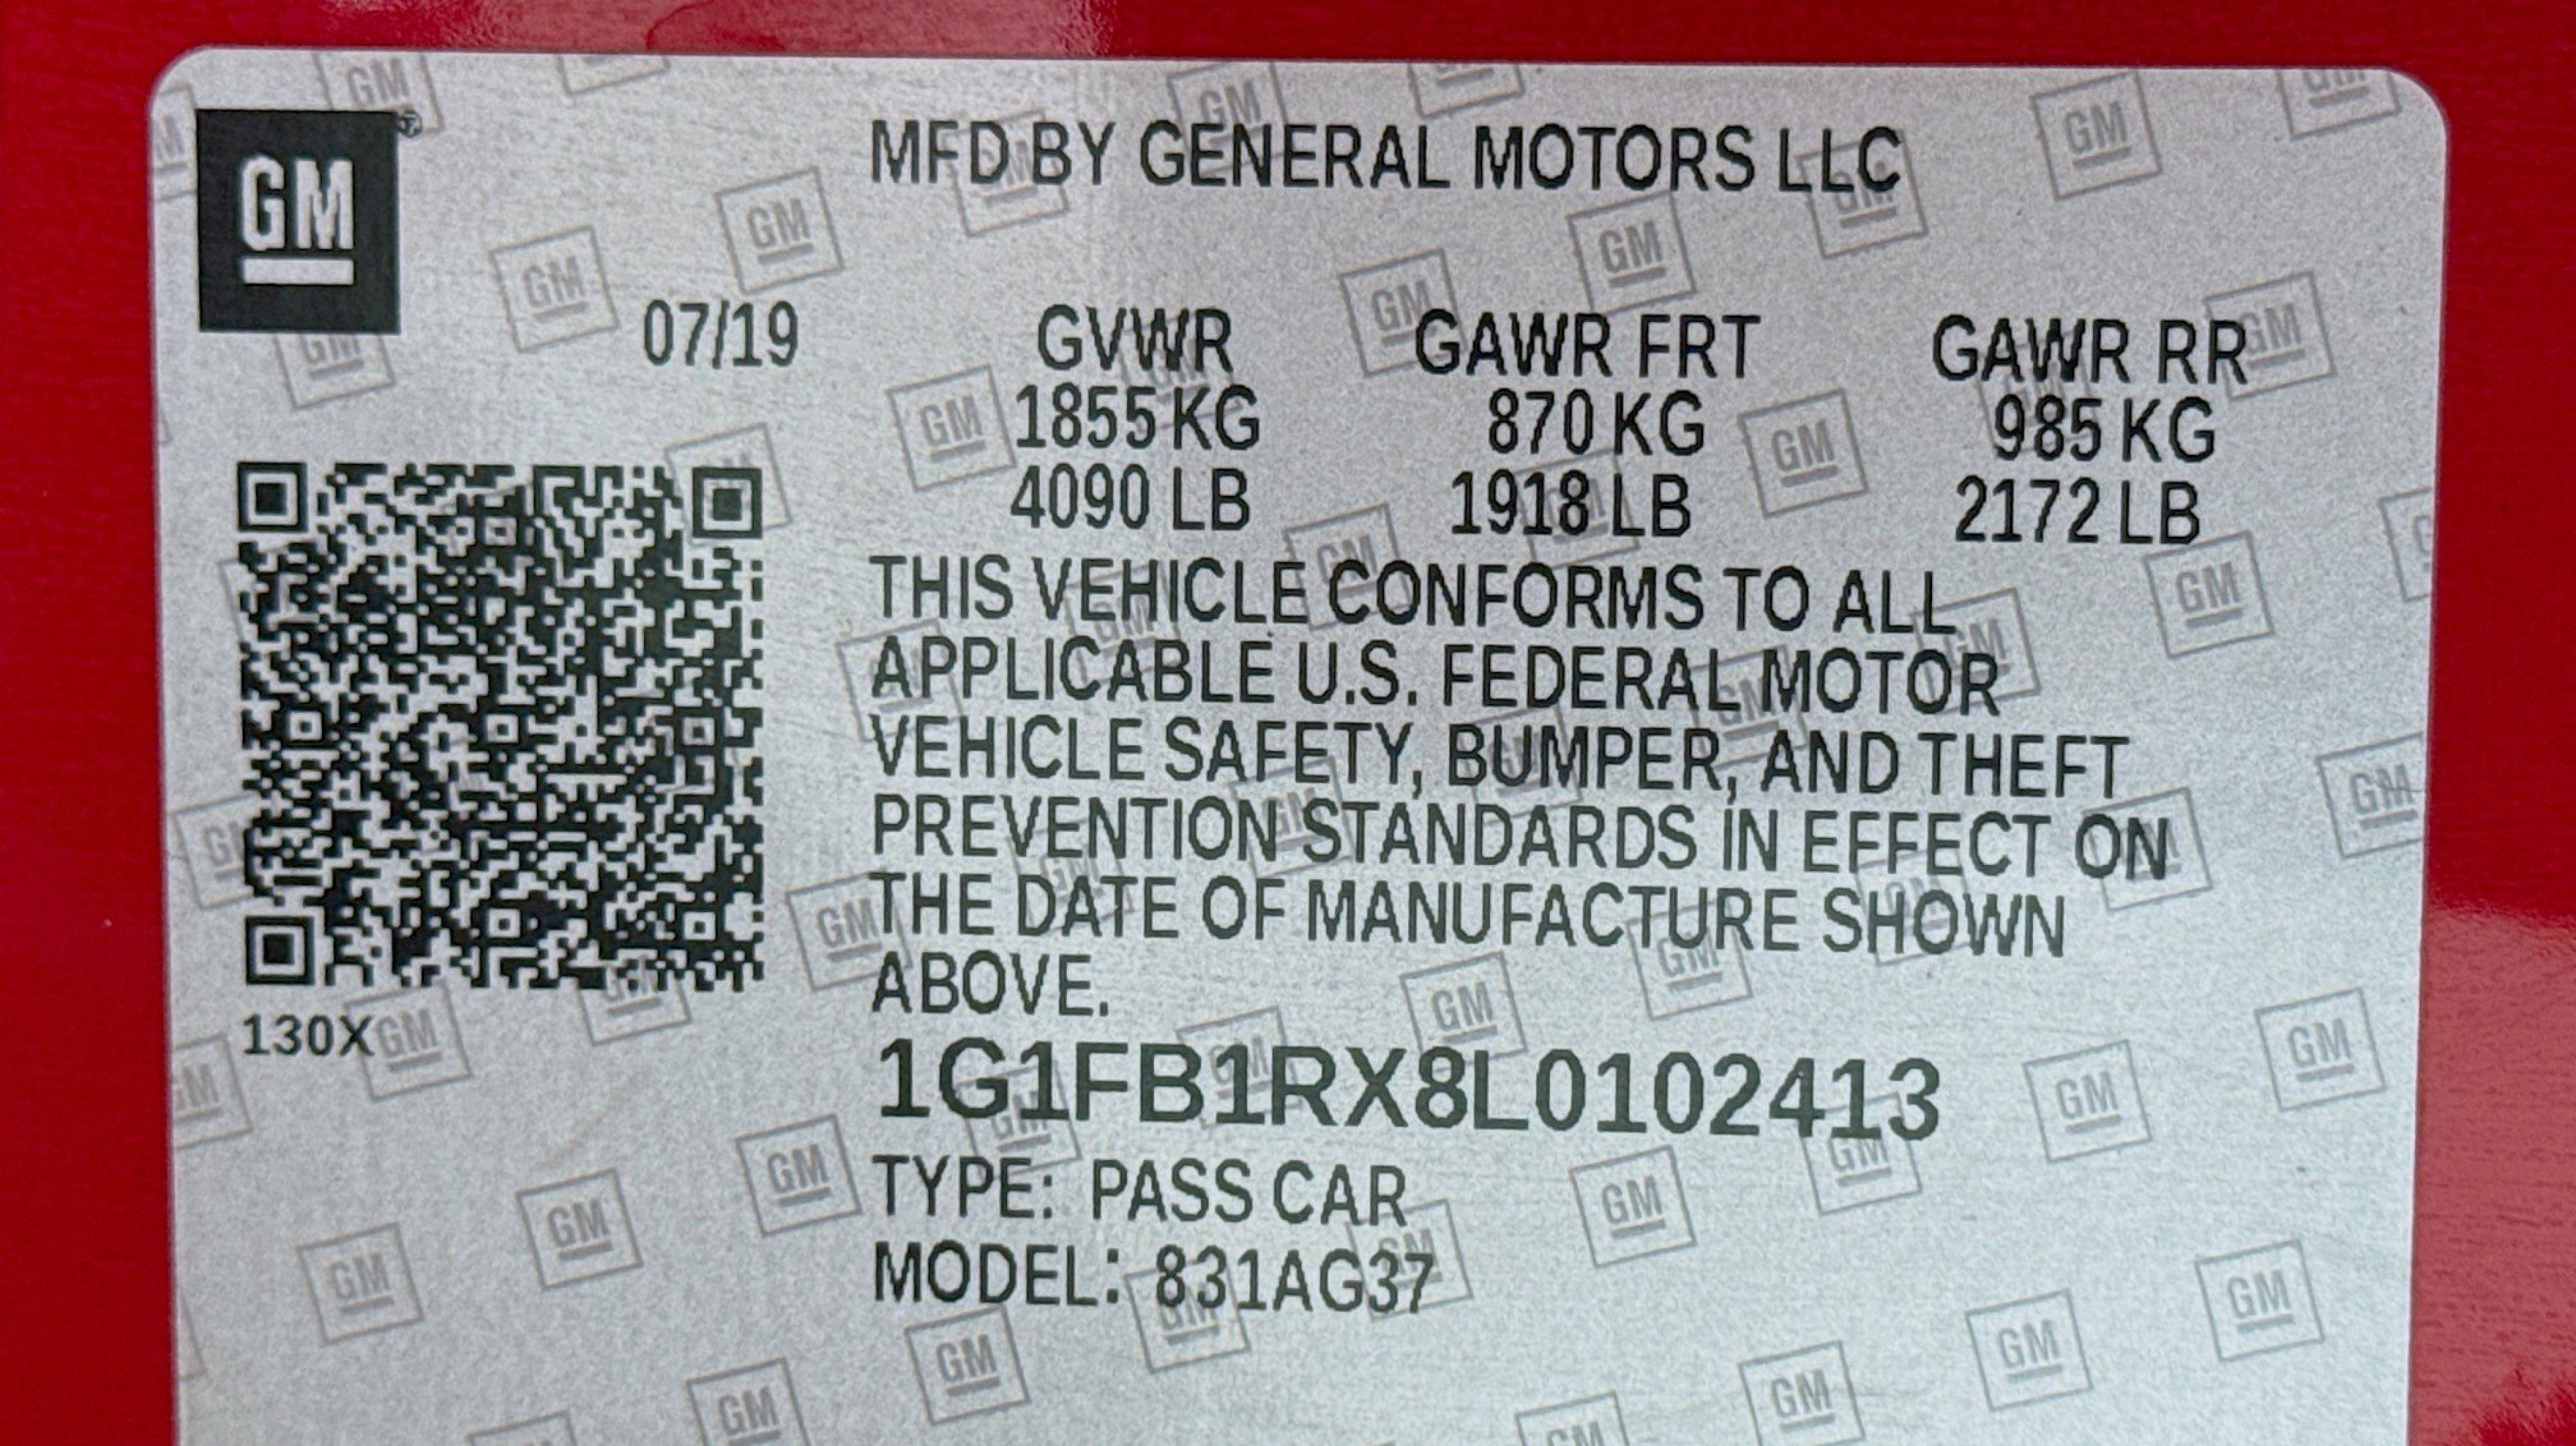 GM
MFD BY GENERAL MOTORS LLC
07/19 GVWR GAWR FRT GAWR RR
1855 KG 870 KG 985 KG
4090 LB 1918 LB 2172 LB
THIS VEHICLE CONFORMS TO ALL
APPLICABLE U.S. FEDERAL MOTOR
VEHICLE SAFETY, BUMPER, AND THEFT
PREVENTION STANDARDS IN EFFECT ON
THE DATE OF MANUFACTURE SHOWN
ABOVE.
130X
1G1FB1RX8L0102413
TYPE: PASS CAR
MODEL: 831AG37